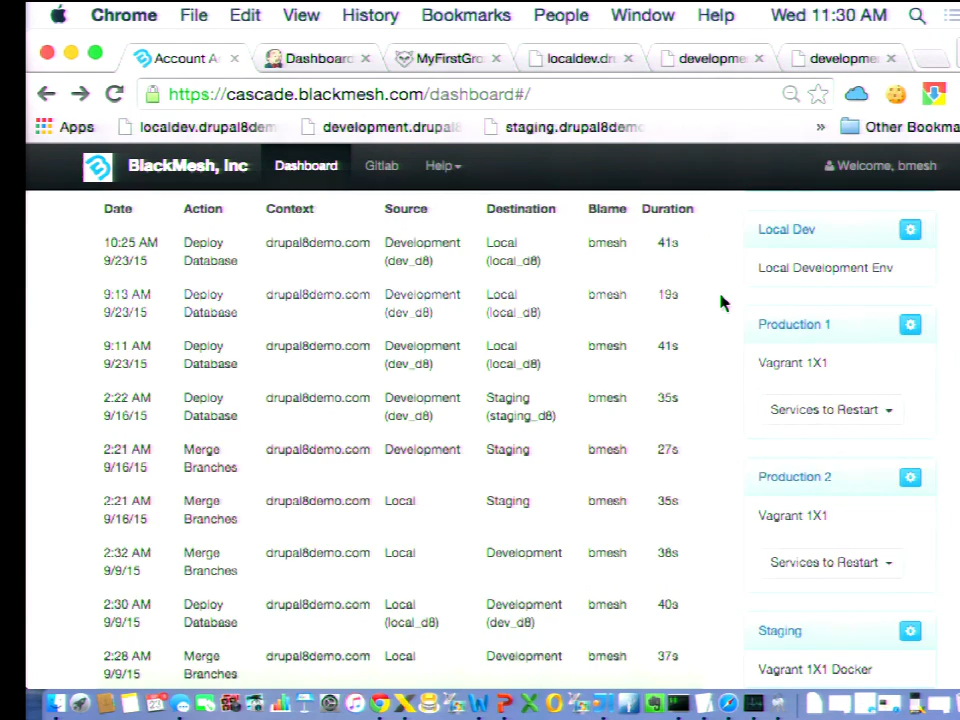 Chrome File Edit View History Bookmarks People Window Help Wed 11:30 AM
Account A Dashboard MyFirstGro localdev.dr developme developme
https://cascade.blackmesh.com/dashboard#/
Apps localdev.drupal8dem development.drupal staging.drupal8demo » Other Bookma
BlackMesh, Inc Dashboard Gitlab Help Welcome, bmesh
Date Action Context Source Destination Blame Duration
10:25 AM Deploy drupal8demo.com Development Local bmesh 41s
9/23/15 Database (dev_d8) (local_d8)
9:13 AM Deploy drupal8demo.com Development Local bmesh 19s
9/23/15 Database (dev_d8) (local_d8)
9:11 AM Deploy drupal8demo.com Development Local bmesh 41s
9/23/15 Database (dev_d8) (local_d8)
2:22 AM Deploy drupal8demo.com Development Staging bmesh 35s
9/16/15 Database (dev_d8) (staging_d8)
2:21 AM Merge drupal8demo.com Development Staging bmesh 27s
9/16/15 Branches
2:21 AM Merge drupal8demo.com Local Staging bmesh 35s
9/16/15 Branches
2:32 AM Merge drupal8demo.com Local Development bmesh 38s
9/9/15 Branches
2:30 AM Deploy drupal8demo.com Local Development bmesh 40s
9/9/15 Database (local_d8) (dev_d8)
2:28 AM Merge drupal8demo.com Local Development bmesh 37s
9/9/15 Branches
Local Dev
Local Development Env
Production 1
Vagrant 1X1
Services to Restart
Production 2
Vagrant 1X1
Services to Restart
Staging
Vagrant 1X1 Docker